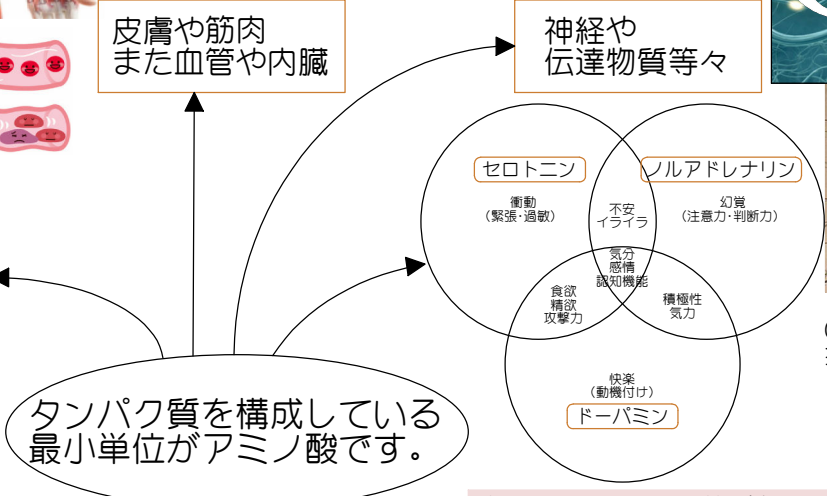 皮膚や筋肉
また血管や内臓
神経や
伝達物質等々
セロトニン
ノルアドレナリン
衝動
(緊張・過敏)
不安
イライラ
幻覚
(注意力・判断力)
気分
感情
認知機能
食欲
精欲
攻撃力
積極性
気力
快楽
(動機付け)
ドーパミン
タンパク質を構成している
最小単位がアミノ酸です。